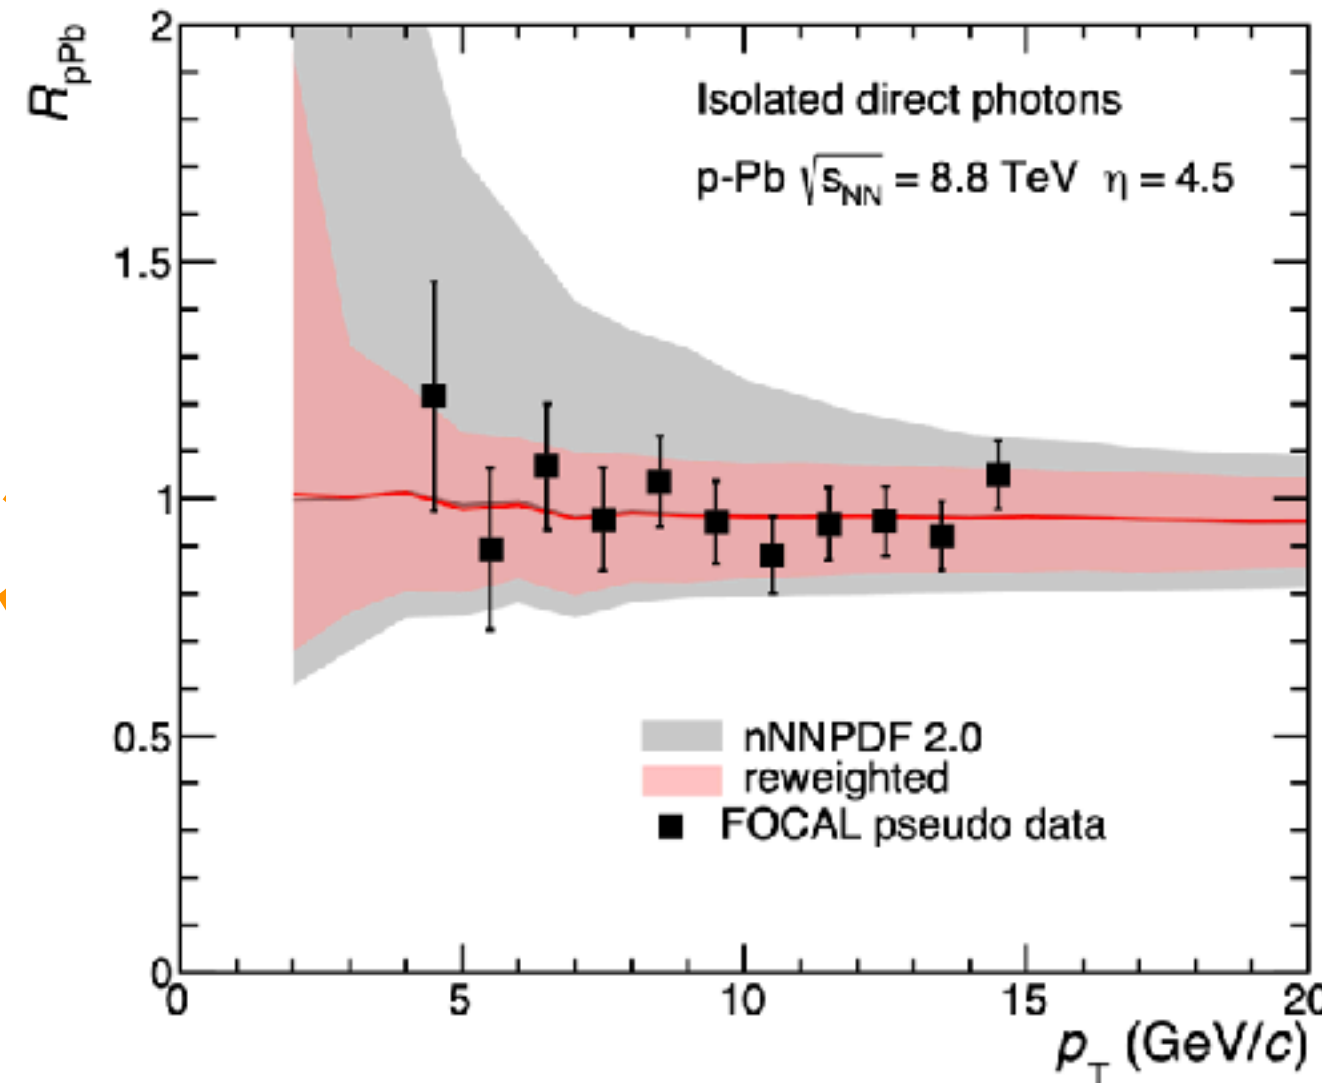 R_pPb
2
1.5
1
0.5
0
Isolated direct photons
p-Pb √s_NN = 8.8 TeV η = 4.5
nNNPDF 2.0
reweighted
FOCAL pseudo data
0 5 10 15 20
p_T (GeV/c)